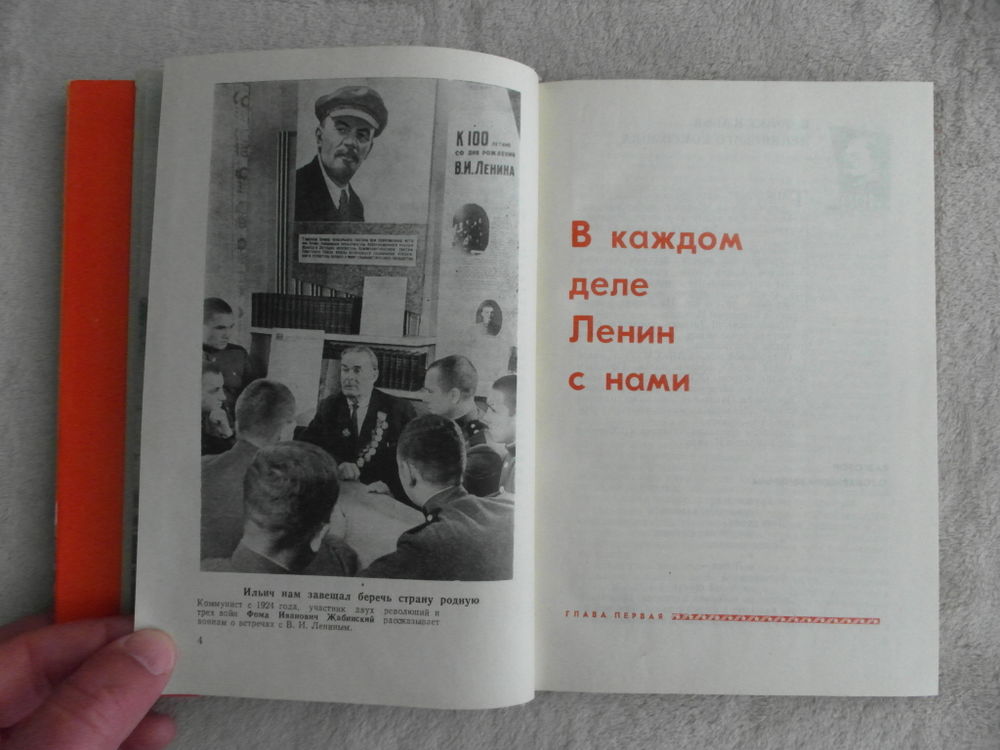 К 100 ЛЕТИЮ
СО ДНЯ РОЖДЕНИЯ
В.И. ЛЕНИНА
Ильич нам завещал беречь страну родную
Коммунист с 1924 года, участник двух революций и
трех войн Фома Иванович Жабинский рассказывает
воинам о встречах с В. И. Лениным.
4
В каждом
деле
Ленин
с нами
ГЛАВА ПЕРВАЯ